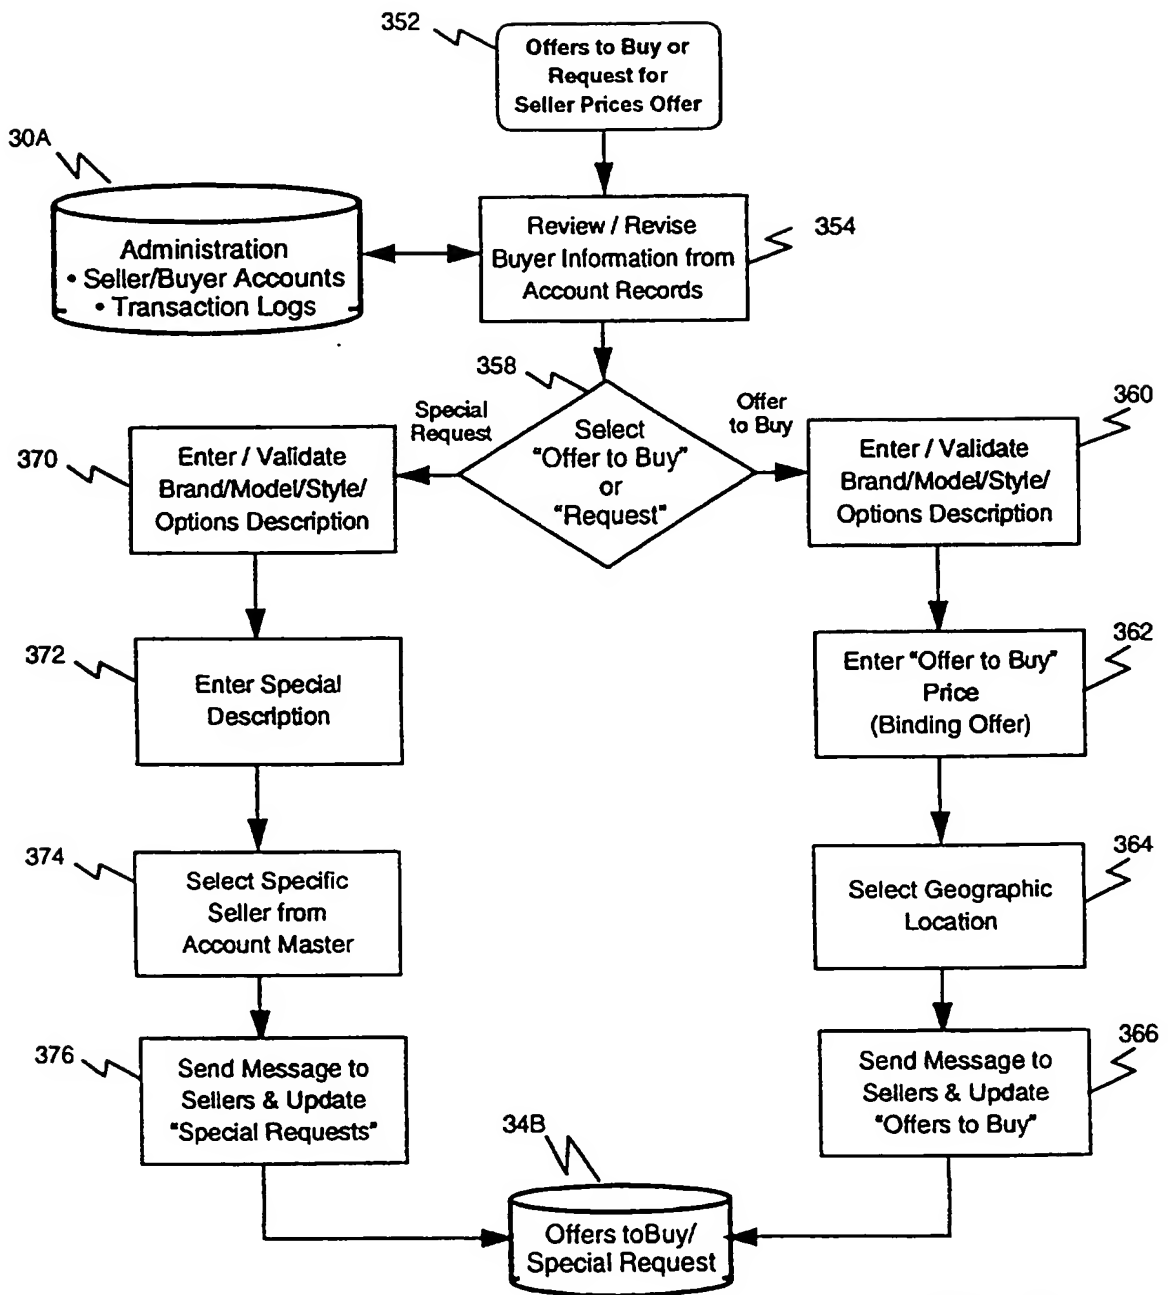 352
Offers to Buy or
Request for
Seller Prices Offer
30A
Administration
• Seller/Buyer Accounts
• Transaction Logs
Review / Revise
Buyer Information from
Account Records
354
358
Special
Request
Select
"Offer to Buy"
or
"Request"
Offer
to Buy
360
370
Enter / Validate
Brand/Model/Style/
Options Description
Enter / Validate
Brand/Model/Style/
Options Description
372
Enter Special
Description
362
Enter "Offer to Buy"
Price
(Binding Offer)
374
Select Specific
Seller from
Account Master
364
Select Geographic
Location
376
Send Message to
Sellers & Update
"Special Requests"
366
Send Message to
Sellers & Update
"Offers to Buy"
34B
Offers toBuy/
Special Request